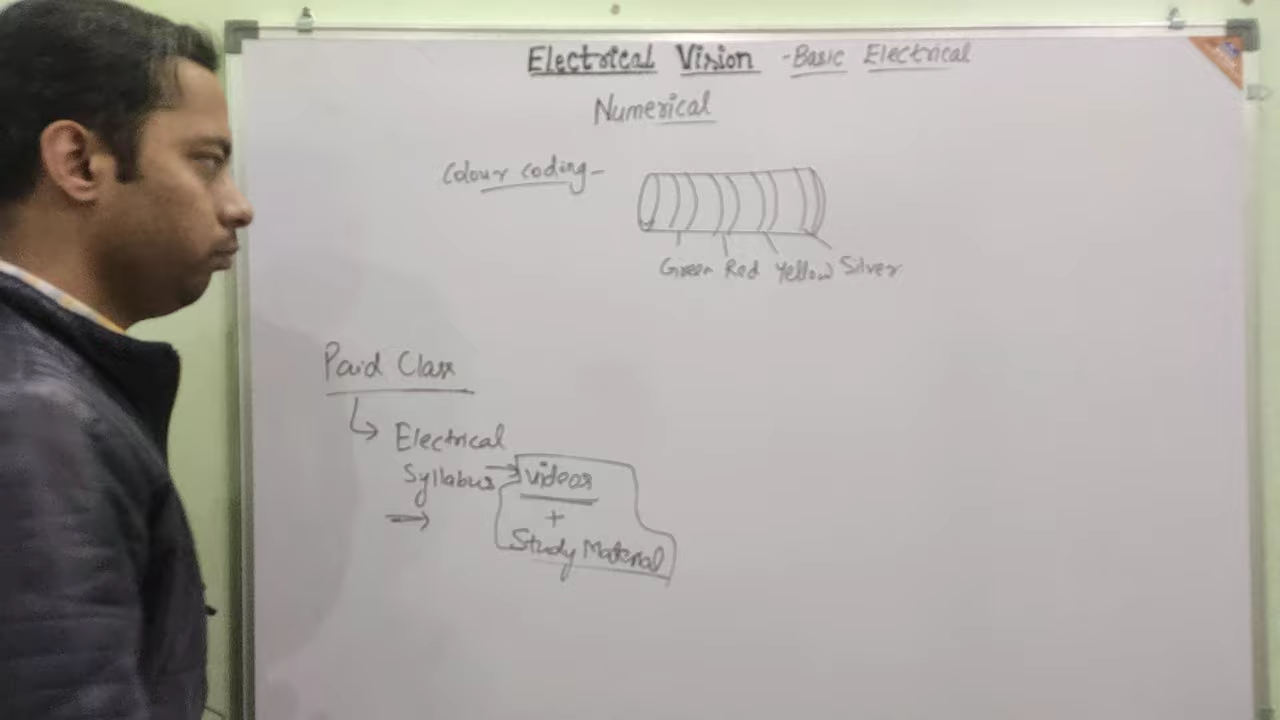 Electrical Vision - Basic Electrical
Numerical
Colour coding -
Green Red Yellow Silver
Paid Class
Electrical
Syllabus → videos
+
Study Material